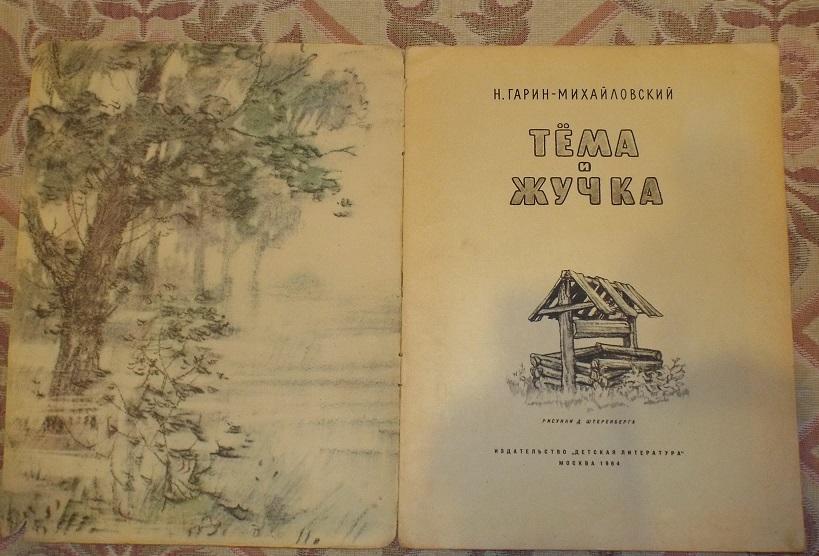 Н. ГАРИН-МИХАЙЛОВСКИЙ
ТЁМА
И
ЖУЧКА
РИСУНКИ Д. ШТЕРЕНБЕРГА
ИЗДАТЕЛЬСТВО „ДЕТСКАЯ ЛИТЕРАТУРА"
МОСКВА 1964